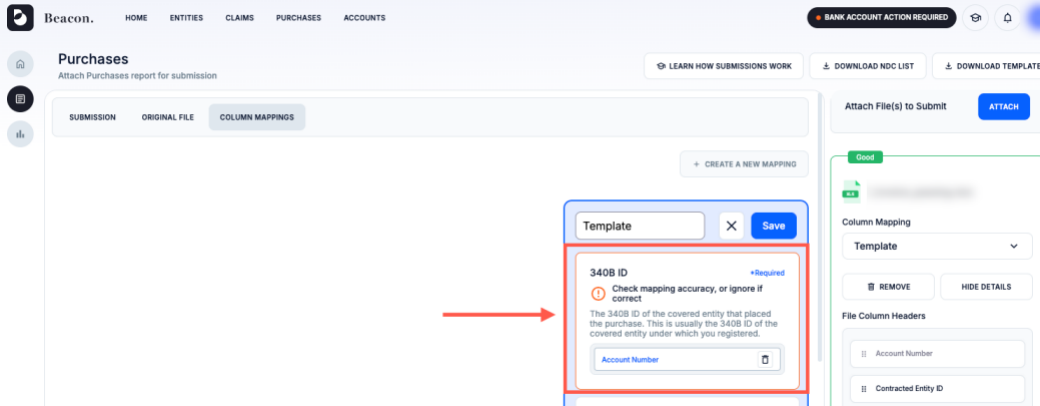 Beacon.
HOME
ENTITIES
CLAIMS
PURCHASES
ACCOUNTS
BANK ACCOUNT ACTION REQUIRED
Purchases
Attach Purchases report for submission
LEARN HOW SUBMISSIONS WORK
DOWNLOAD NDC LIST
DOWNLOAD TEMPLATE
SUBMISSION
ORIGINAL FILE
COLUMN MAPPINGS
+ CREATE A NEW MAPPING
Template
Save
340B ID
*Required
Check mapping accuracy, or ignore if
correct
The 340B ID of the covered entity that placed
the purchase. This is usually the 340B ID of the
covered entity under which you registered.
Account Number
Attach File(s) to Submit
ATTACH
Good
Column Mapping
Template
REMOVE
HIDE DETAILS
File Column Headers
Account Number
Contracted Entity ID